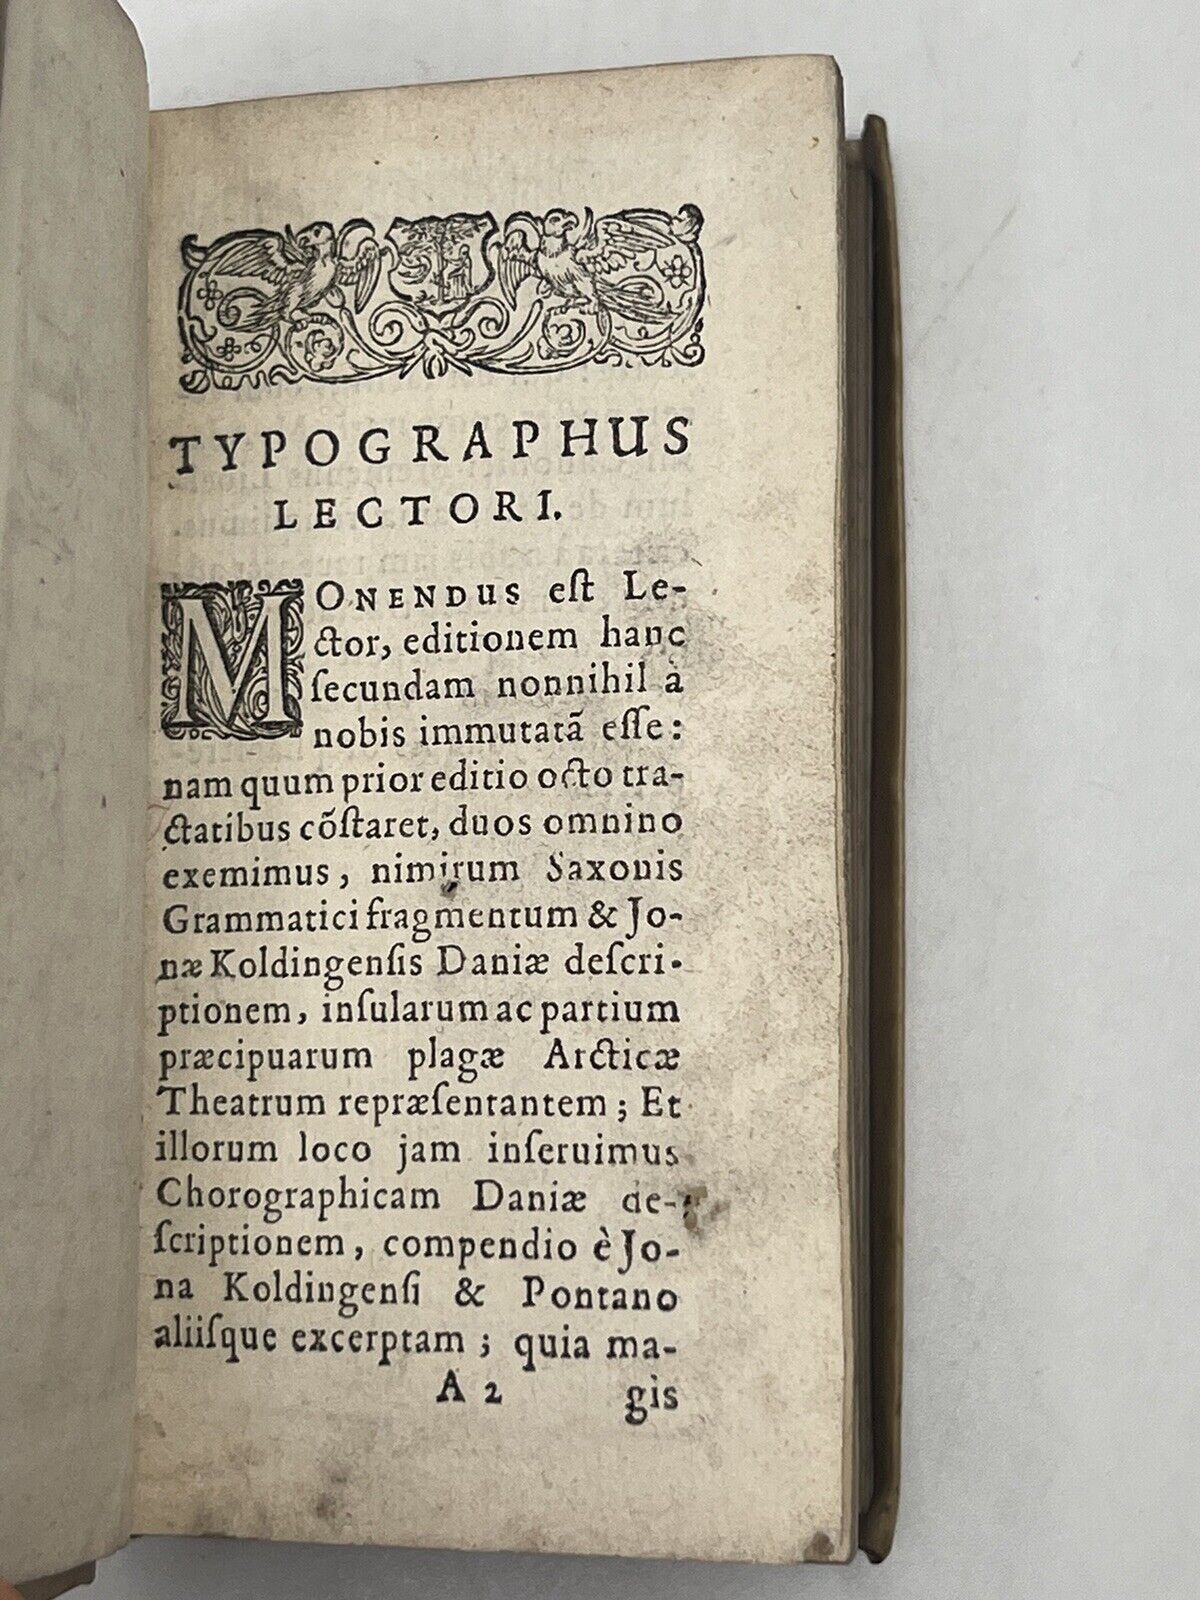 TYPOGRAPHUS
LECTORI.
MONENDUS eſt Le-
ctor, editionem hanc
ſecundam nonnihil à
nobis immutatã eſſe:
nam quum prior editio octo tra-
ctatibus cõſtaret, duos omnino
exemimus, nimirum Saxonis
Grammatici fragmentum & Jo-
næ Koldingenſis Daniæ deſcri-
ptionem, inſularum ac partium
præcipuarum plagæ Arcticæ
Theatrum repræſentantem; Et
illorum loco jam inſeruimus
Chorographicam Daniæ de-
ſcriptionem, compendio è Jo-
na Koldingenſi & Pontano
aliiſque excerptam; quia ma-
A 2 gis